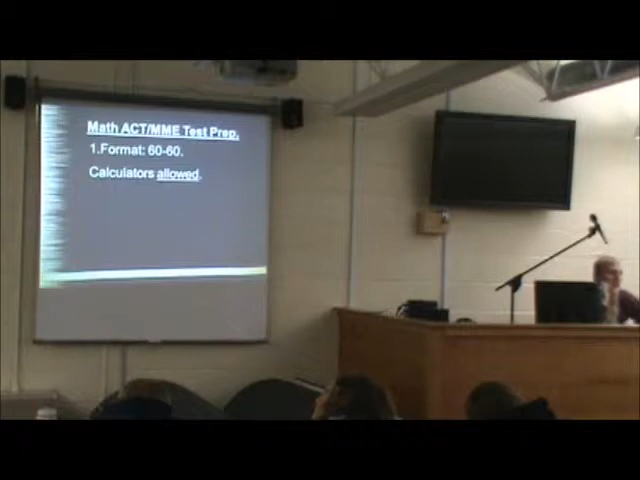 Math ACT/MME Test Prep.
1.Format: 60-60.
Calculators allowed.